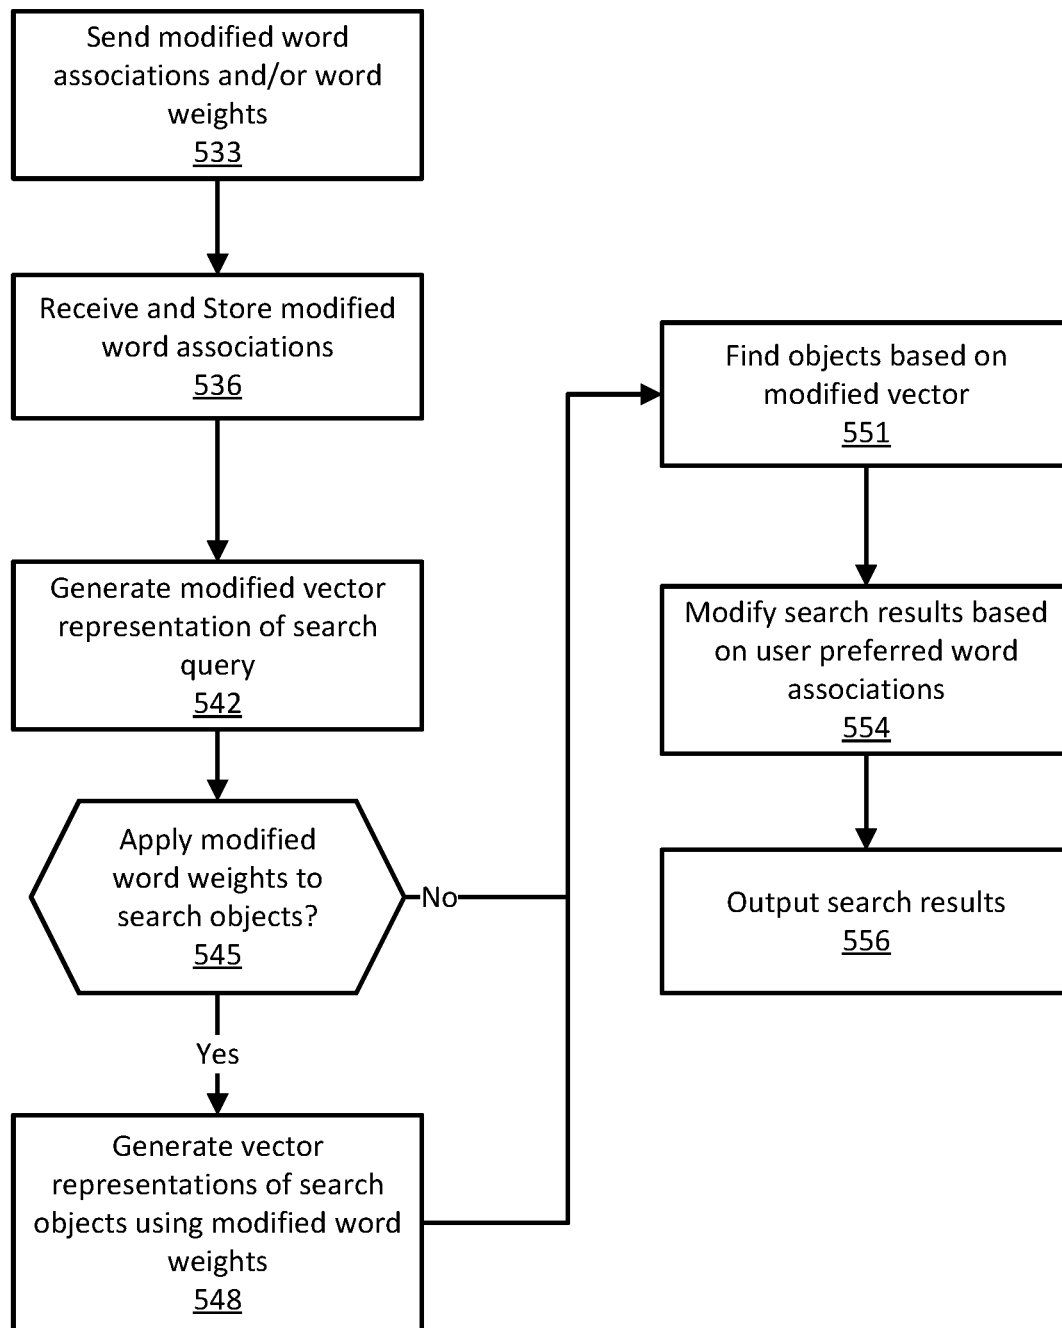 Send modified word
associations and/or word
weights
533
Receive and Store modified
word associations
536
Generate modified vector
representation of search
query
542
Apply modified
word weights to
search objects?
545
No
Yes
Generate vector
representations of search
objects using modified word
weights
548
Find objects based on
modified vector
551
Modify search results based
on user preferred word
associations
554
Output search results
556